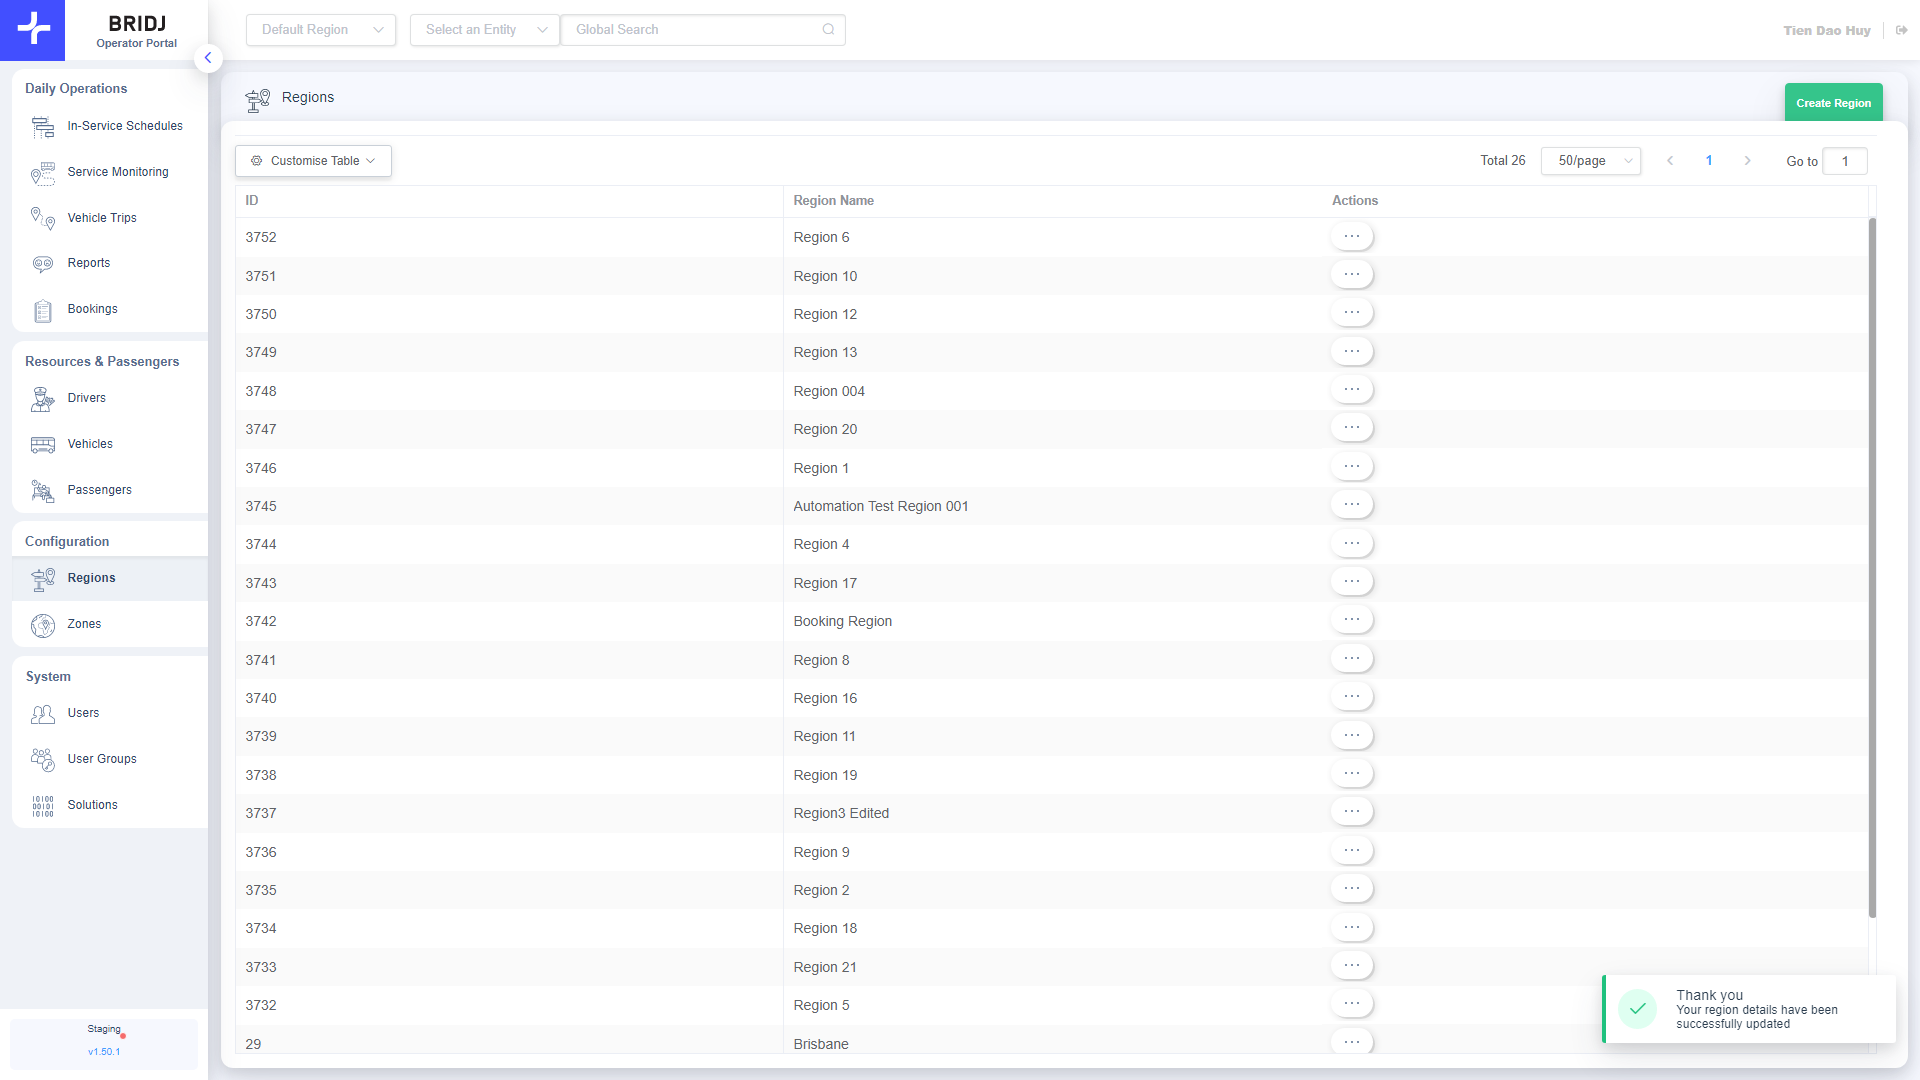 BRIDJ
Operator Portal
Default Region
Select an Entity
Global Search
Tien Dao Huy
Daily Operations
In-Service Schedules
Service Monitoring
Vehicle Trips
Reports
Bookings
Resources & Passengers
Drivers
Vehicles
Passengers
Configuration
Regions
Zones
System
Users
User Groups
10100
00101
10100
Solutions
Staging
v1.50.1
Regions
Create Region
Customise Table
Total 26
50/page
1
Go to
1
ID Region Name Actions
3752 Region 6 ...
3751 Region 10 ...
3750 Region 12 ...
3749 Region 13 ...
3748 Region 004 ...
3747 Region 20 ...
3746 Region 1 ...
3745 Automation Test Region 001 ...
3744 Region 4 ...
3743 Region 17 ...
3742 Booking Region ...
3741 Region 8 ...
3740 Region 16 ...
3739 Region 11 ...
3738 Region 19 ...
3737 Region3 Edited ...
3736 Region 9 ...
3735 Region 2 ...
3734 Region 18 ...
3733 Region 21 ...
3732 Region 5 ...
29 Brisbane ...
Thank you
Your region details have been
successfully updated